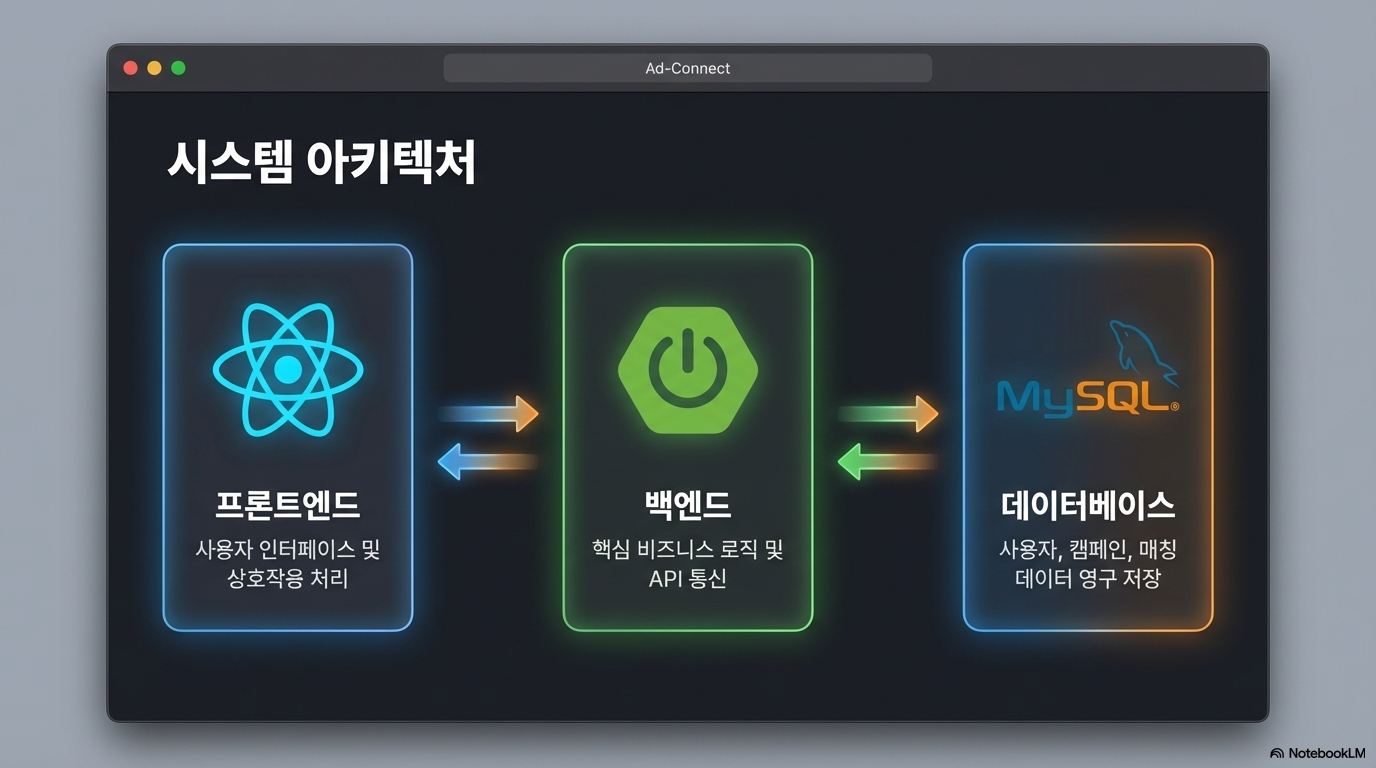 Ad-Connect
시스템 아키텍처
프론트엔드
사용자 인터페이스 및
상호작용 처리
백엔드
핵심 비즈니스 로직 및
API 통신
MySQL®
데이터베이스
사용자, 캠페인, 매칭
데이터 영구 저장
NotebookLM